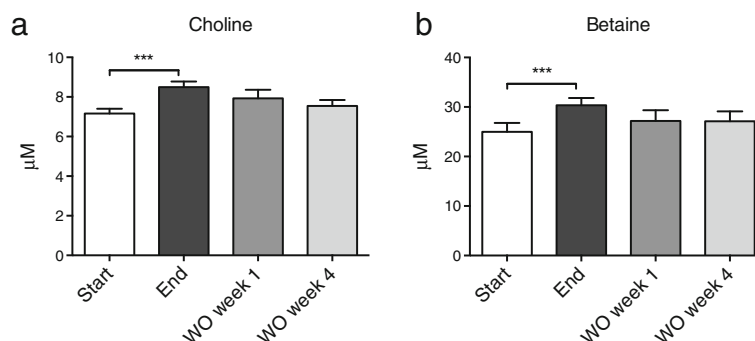 a
Choline
10
8
6
4
2
0
μM
***
Start
End
WO week 1
WO week 4
b
Betaine
40
30
20
10
0
μM
***
Start
End
WO week 1
WO week 4